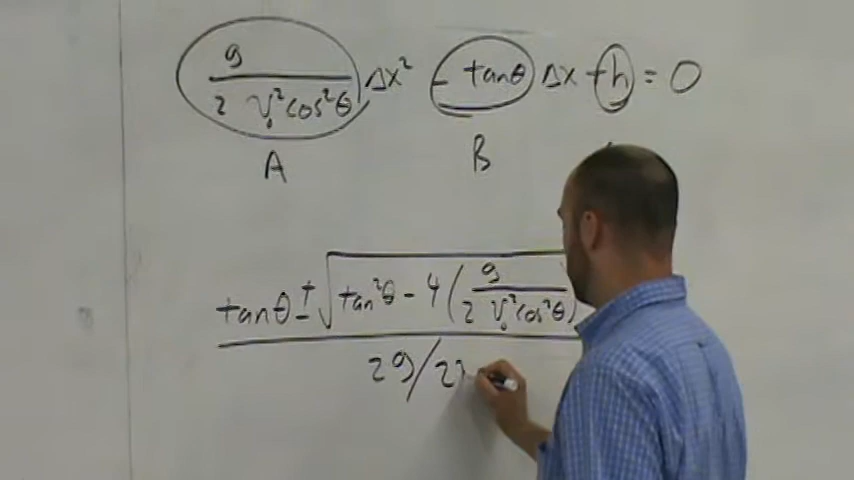 g
2 V₀²cos²θ Δx² - tanθ Δx + h = 0
A B
tanθ ± √tan²θ - 4 ( g
2 V₀²cos²θ )
2g/2